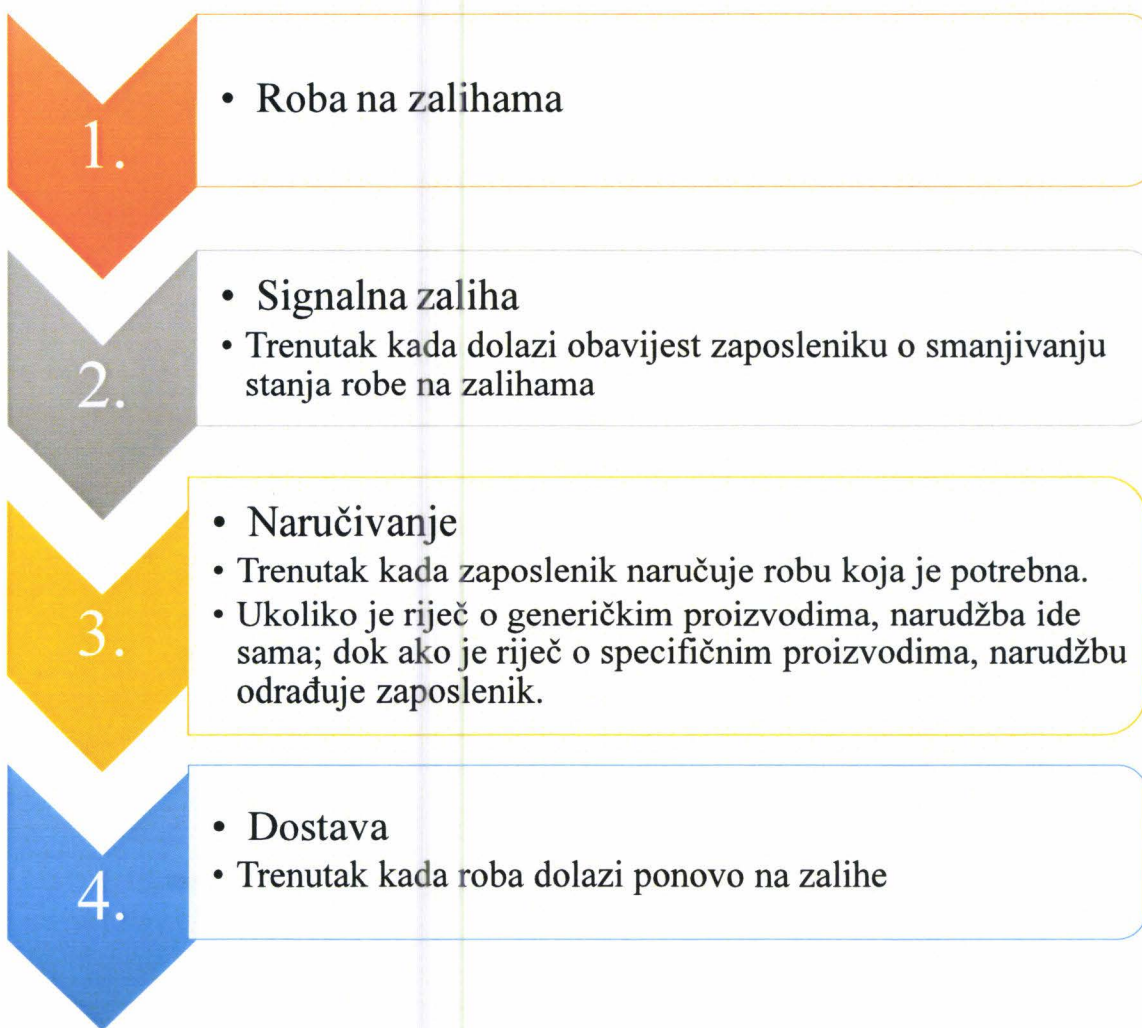 1.
• Roba na zalihama
2.
• Signalna zaliha
• Trenutak kada dolazi obavijest zaposleniku o smanjivanju
stanja robe na zalihama
3.
• Naručivanje
• Trenutak kada zaposlenik naručuje robu koja je potrebna.
• Ukoliko je riječ o generičkim proizvodima, narudžba ide
sama; dok ako je riječ o specifičnim proizvodima, narudžbu
odrađuje zaposlenik.
4.
• Dostava
• Trenutak kada roba dolazi ponovo na zalihe